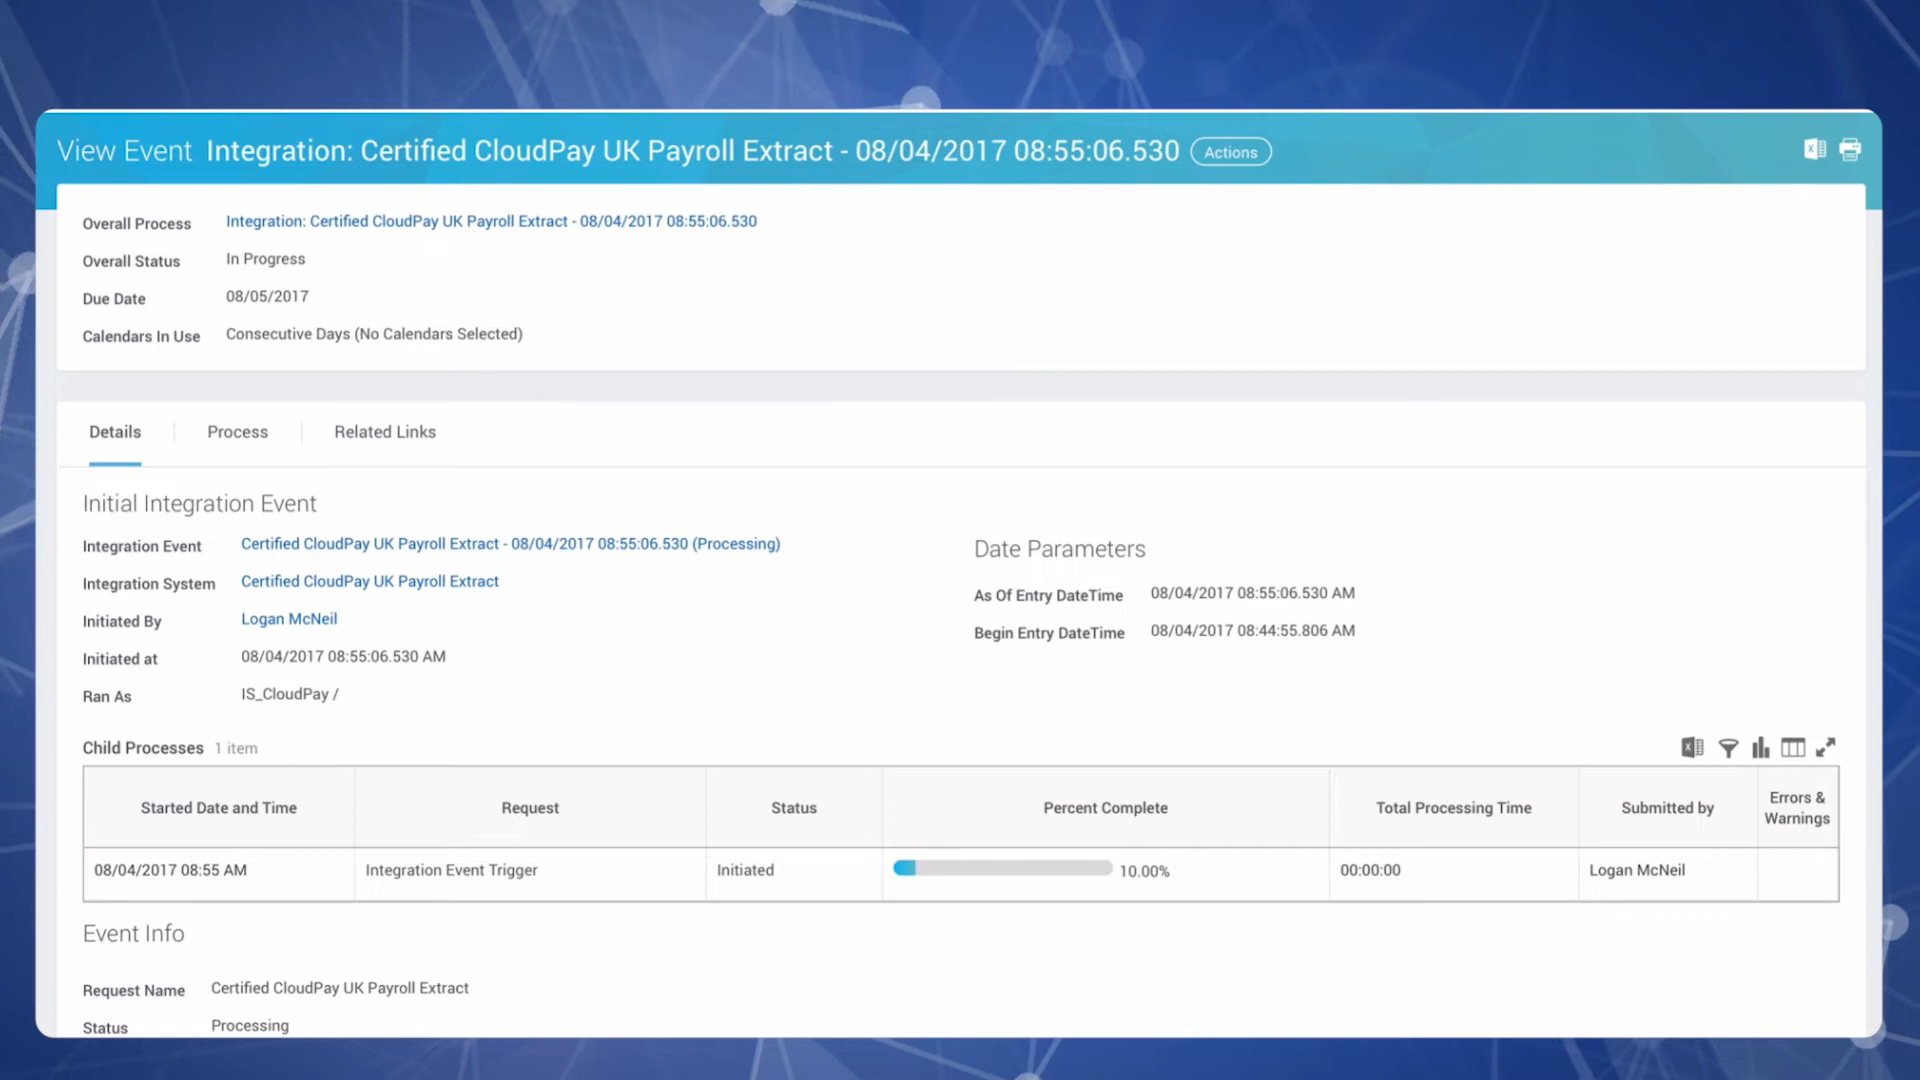 View Event Integration: Certified CloudPay UK Payroll Extract - 08/04/2017 08:55:06.530 Actions
Overall Process Integration: Certified CloudPay UK Payroll Extract - 08/04/2017 08:55:06.530
Overall Status In Progress
Due Date 08/05/2017
Calendars In Use Consecutive Days (No Calendars Selected)
Details Process Related Links
Initial Integration Event
Integration Event Certified CloudPay UK Payroll Extract - 08/04/2017 08:55:06.530 (Processing)
Integration System Certified CloudPay UK Payroll Extract
Initiated By Logan McNeil
Initiated at 08/04/2017 08:55:06.530 AM
Ran As IS_CloudPay /
Date Parameters
As Of Entry DateTime 08/04/2017 08:55:06.530 AM
Begin Entry DateTime 08/04/2017 08:44:55.806 AM
Child Processes 1 item
Started Date and Time Request Status Percent Complete Total Processing Time Submitted by Errors & Warnings
08/04/2017 08:55 AM Integration Event Trigger Initiated 10.00% 00:00:00 Logan McNeil
Event Info
Request Name Certified CloudPay UK Payroll Extract
Status Processing